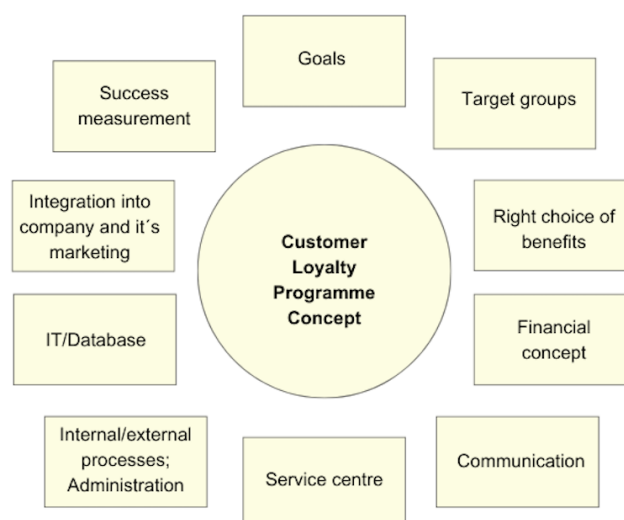 Goals
Success
measurement
Target groups
Integration into
company and it´s
marketing
Customer
Loyalty
Programme
Concept
Right choice of
benefits
IT/Database
Financial
concept
Internal/external
processes;
Administration
Service centre
Communication